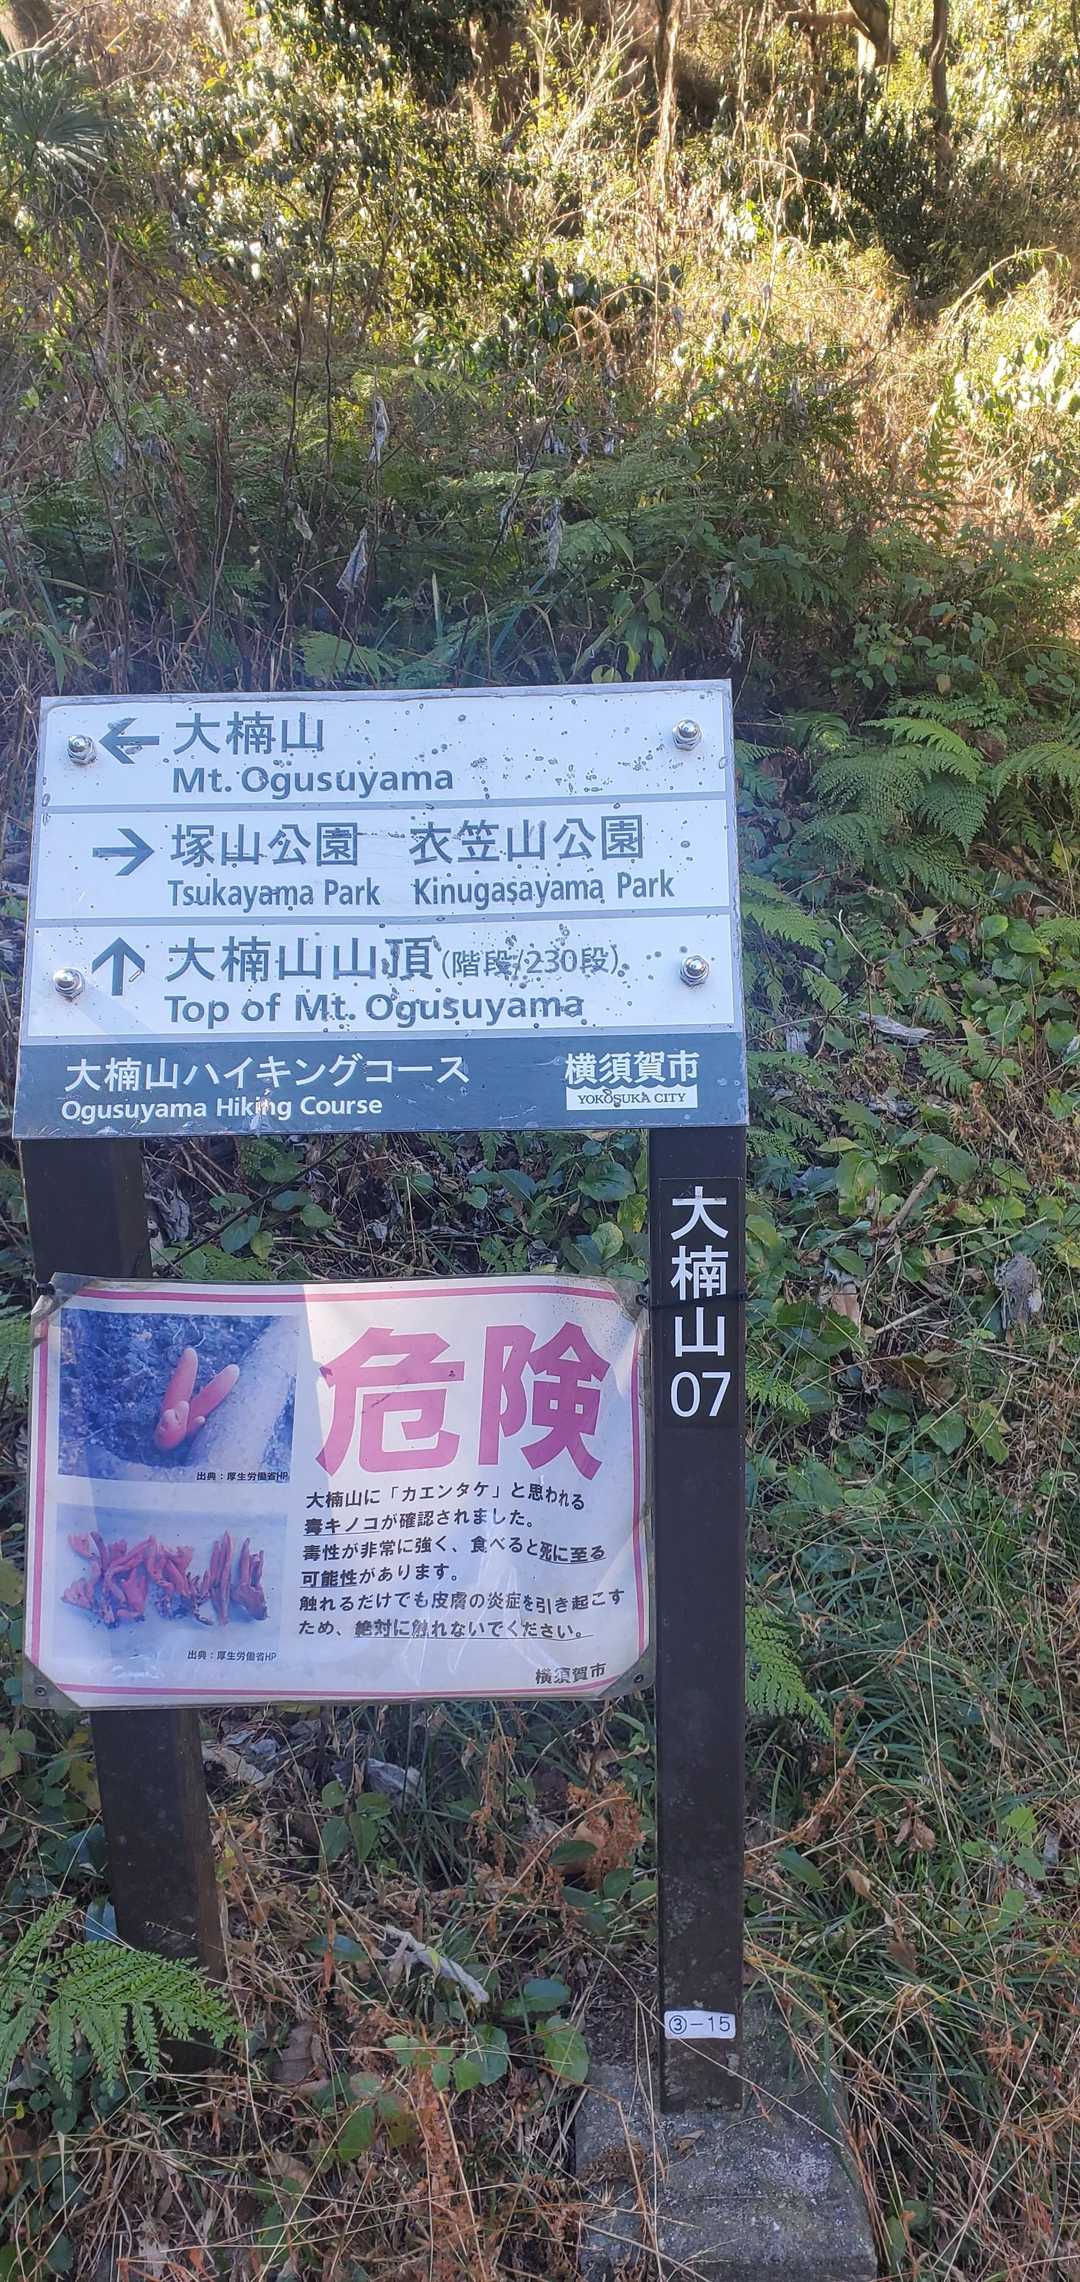 ← 大楠山
Mt. Ogusuyama
→ 塚山公園 衣笠山公園
Tsukayama Park Kinugasayama Park
↑ 大楠山山頂(階段/230段)
Top of Mt. Ogusuyama
大楠山ハイキングコース
Ogusuyama Hiking Course
横須賀市
YOKOSUKA CITY
大楠山
07
危険
出典：厚生労働省HP
大楠山に「カエンタケ」と思われる
毒キノコが確認されました。
毒性が非常に強く、食べると死に至る
可能性があります。
触れるだけでも皮膚の炎症を引き起こす
ため、絶対に触れないでください。
出典：厚生労働省HP
横須賀市
③-15